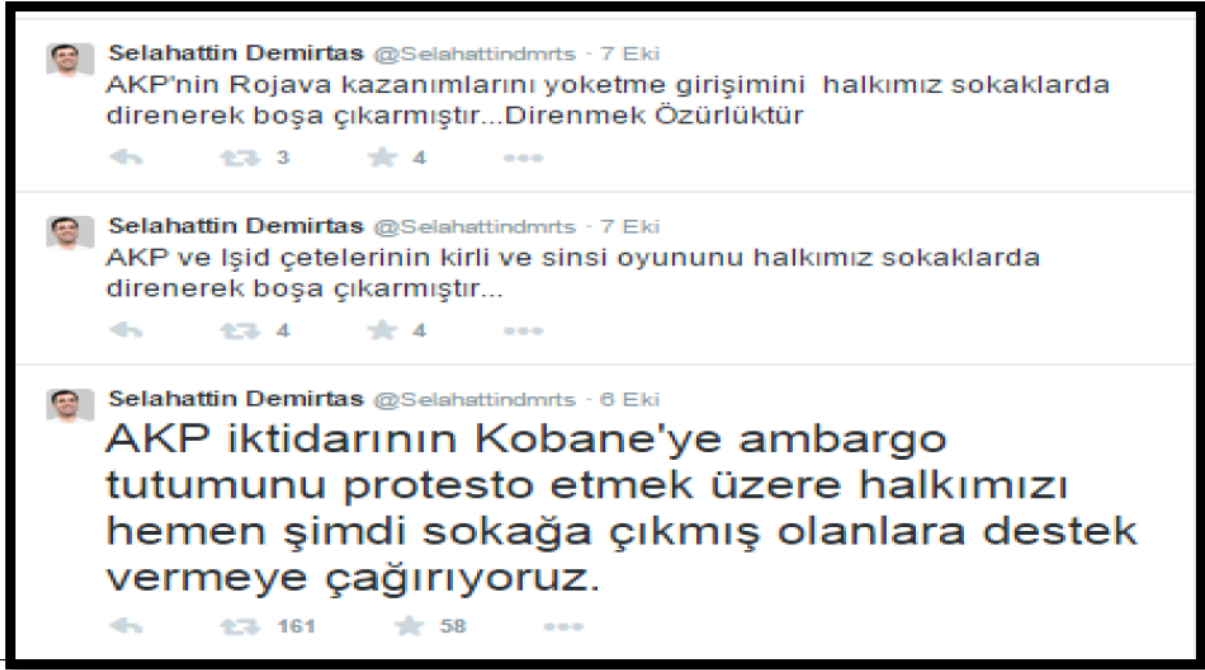 Selahattin Demirtas @Selahattindmrts · 7 Eki
AKP'nin Rojava kazanımlarını yoketme girişimini halkımız sokaklarda
direnerek boşa çıkarmıştır...Direnmek Özürlüktür
3 4
Selahattin Demirtas @Selahattindmrts · 7 Eki
AKP ve Işid çetelerinin kirli ve sinsi oyununu halkımız sokaklarda
direnerek boşa çıkarmıştır...
4 4
Selahattin Demirtas @Selahattindmrts · 6 Eki
AKP iktidarının Kobane'ye ambargo
tutumunu protesto etmek üzere halkımızı
hemen şimdi sokağa çıkmış olanlara destek
vermeye çağırıyoruz.
161 58